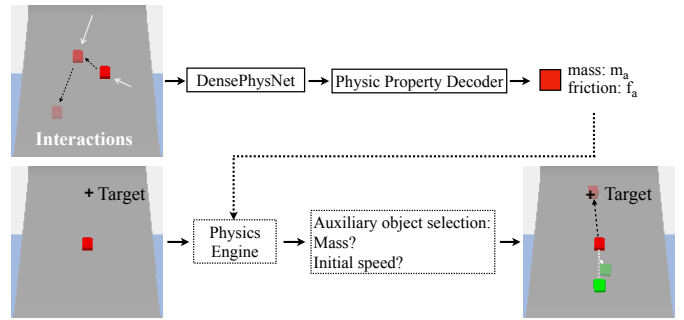 Interactions
DensePhysNet
Physic Property Decoder
mass: mₐ
friction: fₐ
+ Target
Physics
Engine
Auxiliary object selection:
Mass?
Initial speed?
+ Target